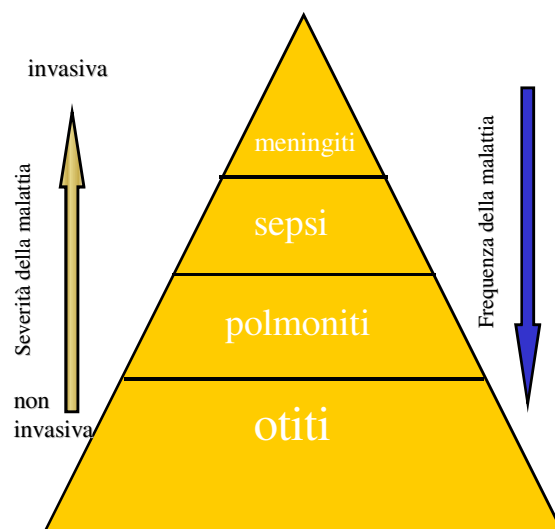 invasiva
meningiti
sepsi
polmoniti
otiti
Severità della malattia
non
invasiva
Frequenza della malattia